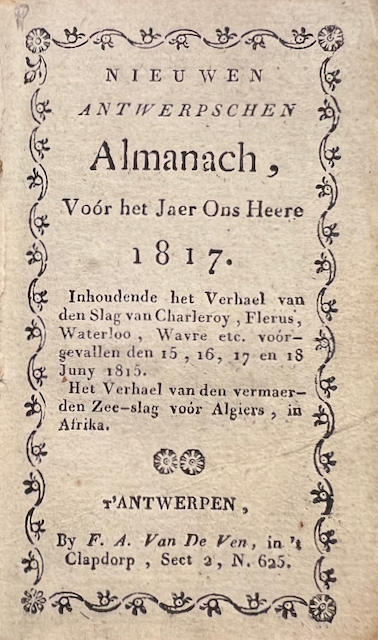 NIEUWEN
ANTWERPSCHEN
Almanach,
Voór het Jaer Ons Heere
1817.
Inhoudende het Verhael van
den Slag van Charleroy, Flerus,
Waterloo, Wavre etc. voór-
gevallen den 15, 16, 17 en 18
Juny 1815.
Het Verhael van den vermaer-
den Zee-slag voór Algiers, in
Afrika.
T'ANTWERPEN,
By F. A. Van De Ven, in 't
Clapdorp, Sect 2, N. 625.